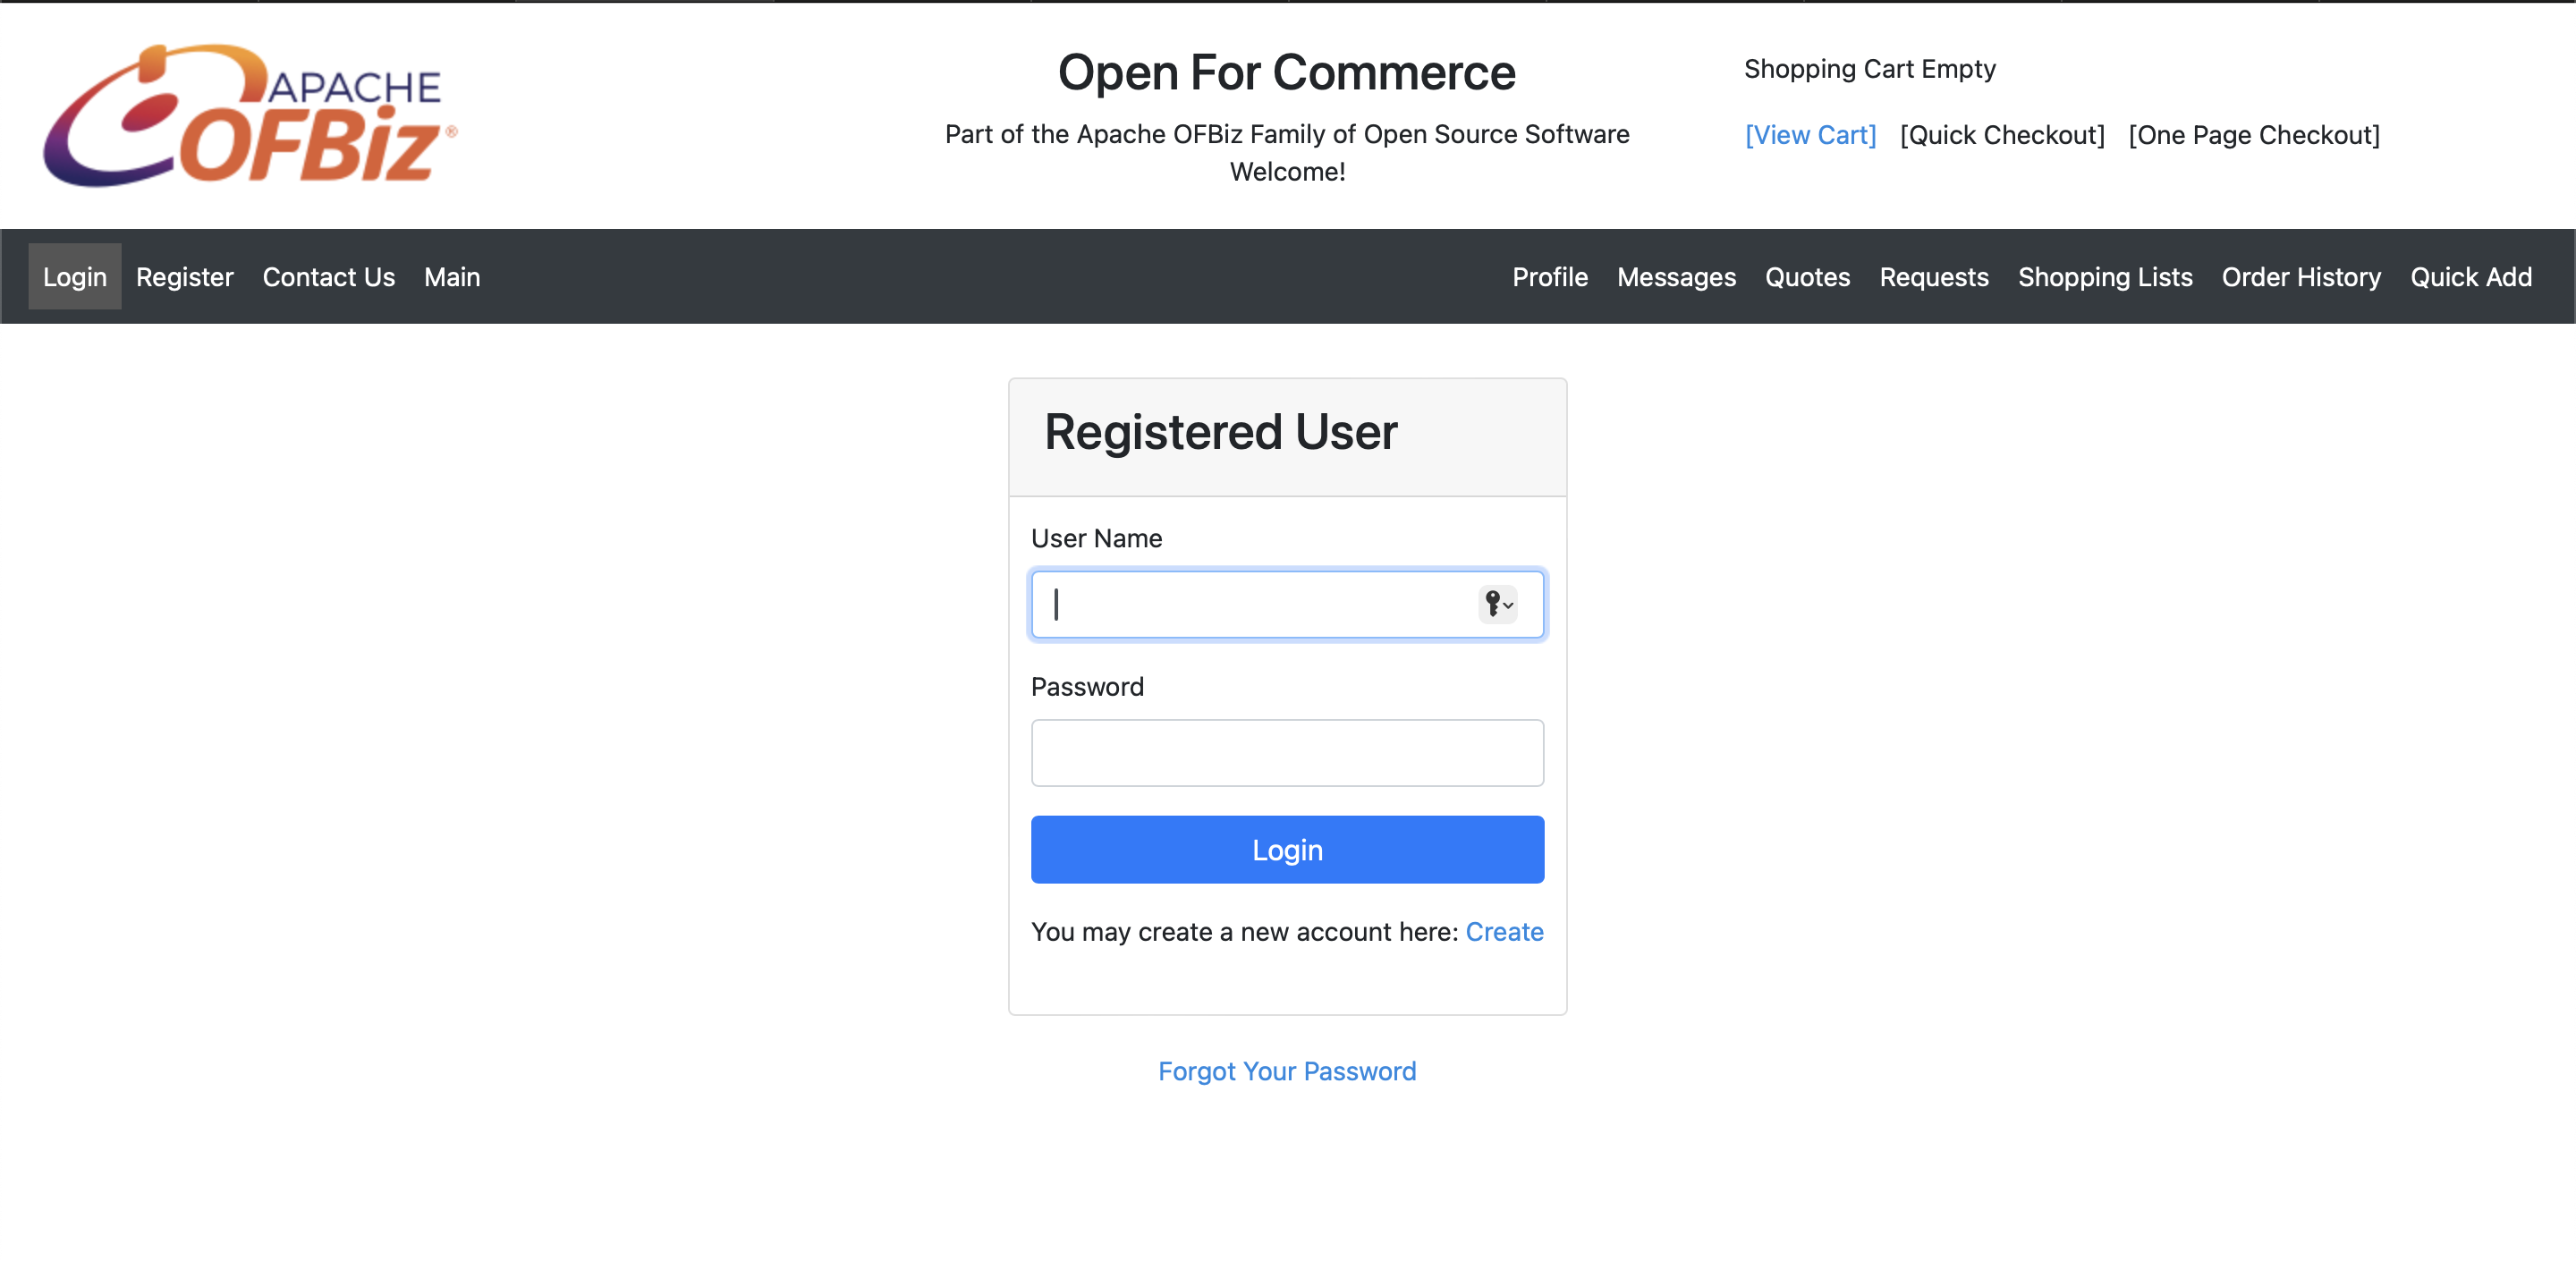 APACHE
OFBiz®
Open For Commerce
Part of the Apache OFBiz Family of Open Source Software
Welcome!
Shopping Cart Empty
[View Cart] [Quick Checkout] [One Page Checkout]
Login Register Contact Us Main Profile Messages Quotes Requests Shopping Lists Order History Quick Add
Registered User
User Name
Password
Login
You may create a new account here: Create
Forgot Your Password